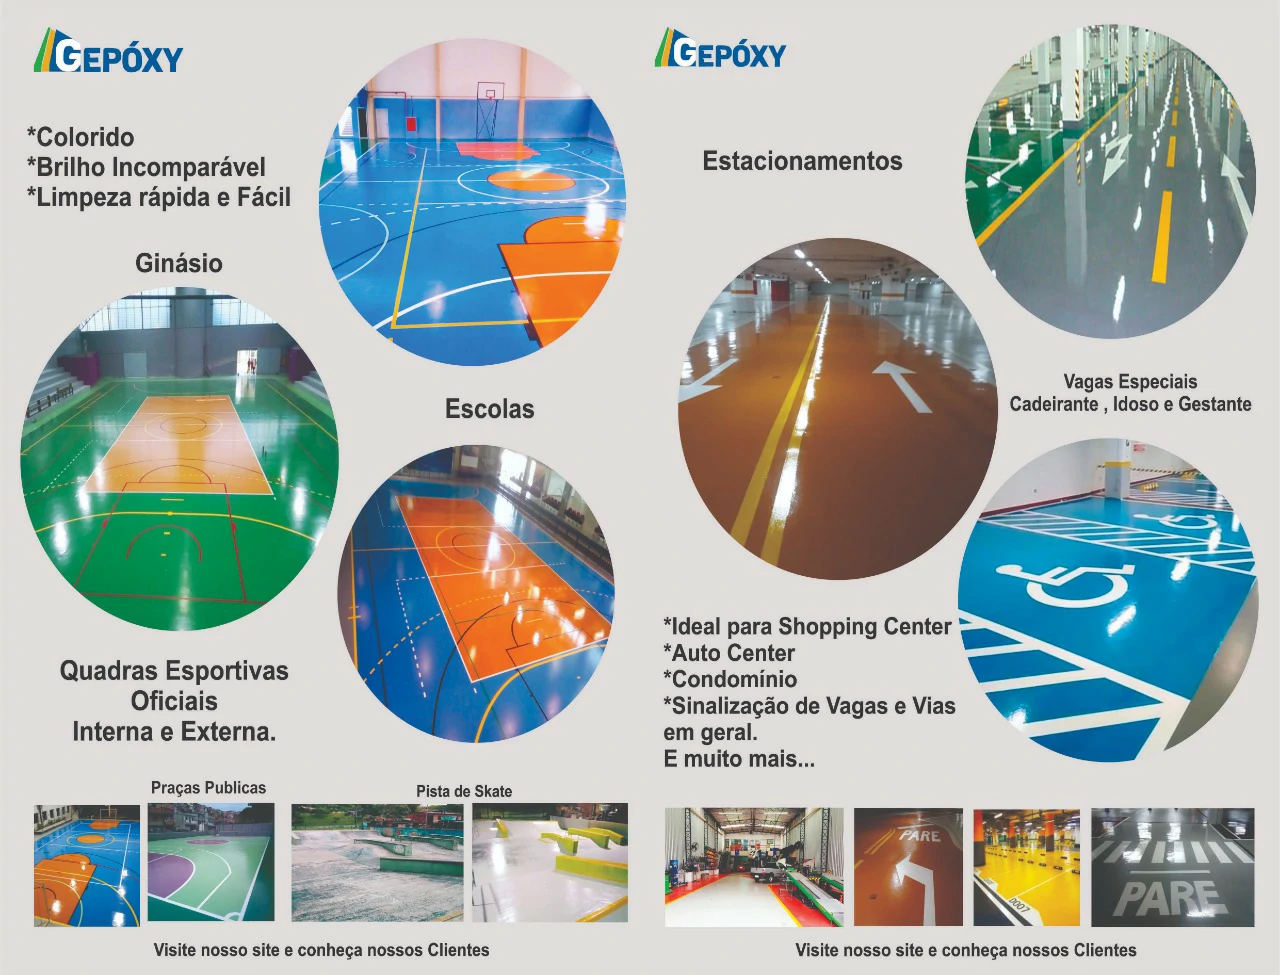 GEPÓXY
*Colorido
*Brilho Incomparável
*Limpeza rápida e Fácil
Ginásio
Escolas
Quadras Esportivas
Oficiais
Interna e Externa.
Praças Publicas
Pista de Skate
Visite nosso site e conheça nossos Clientes
GEPÓXY
Estacionamentos
Vagas Especiais
Cadeirante , Idoso e Gestante
*Ideal para Shopping Center
*Auto Center
*Condomínio
*Sinalização de Vagas e Vias
em geral.
E muito mais...
PARE
0007
PARE
Visite nosso site e conheça nossos Clientes